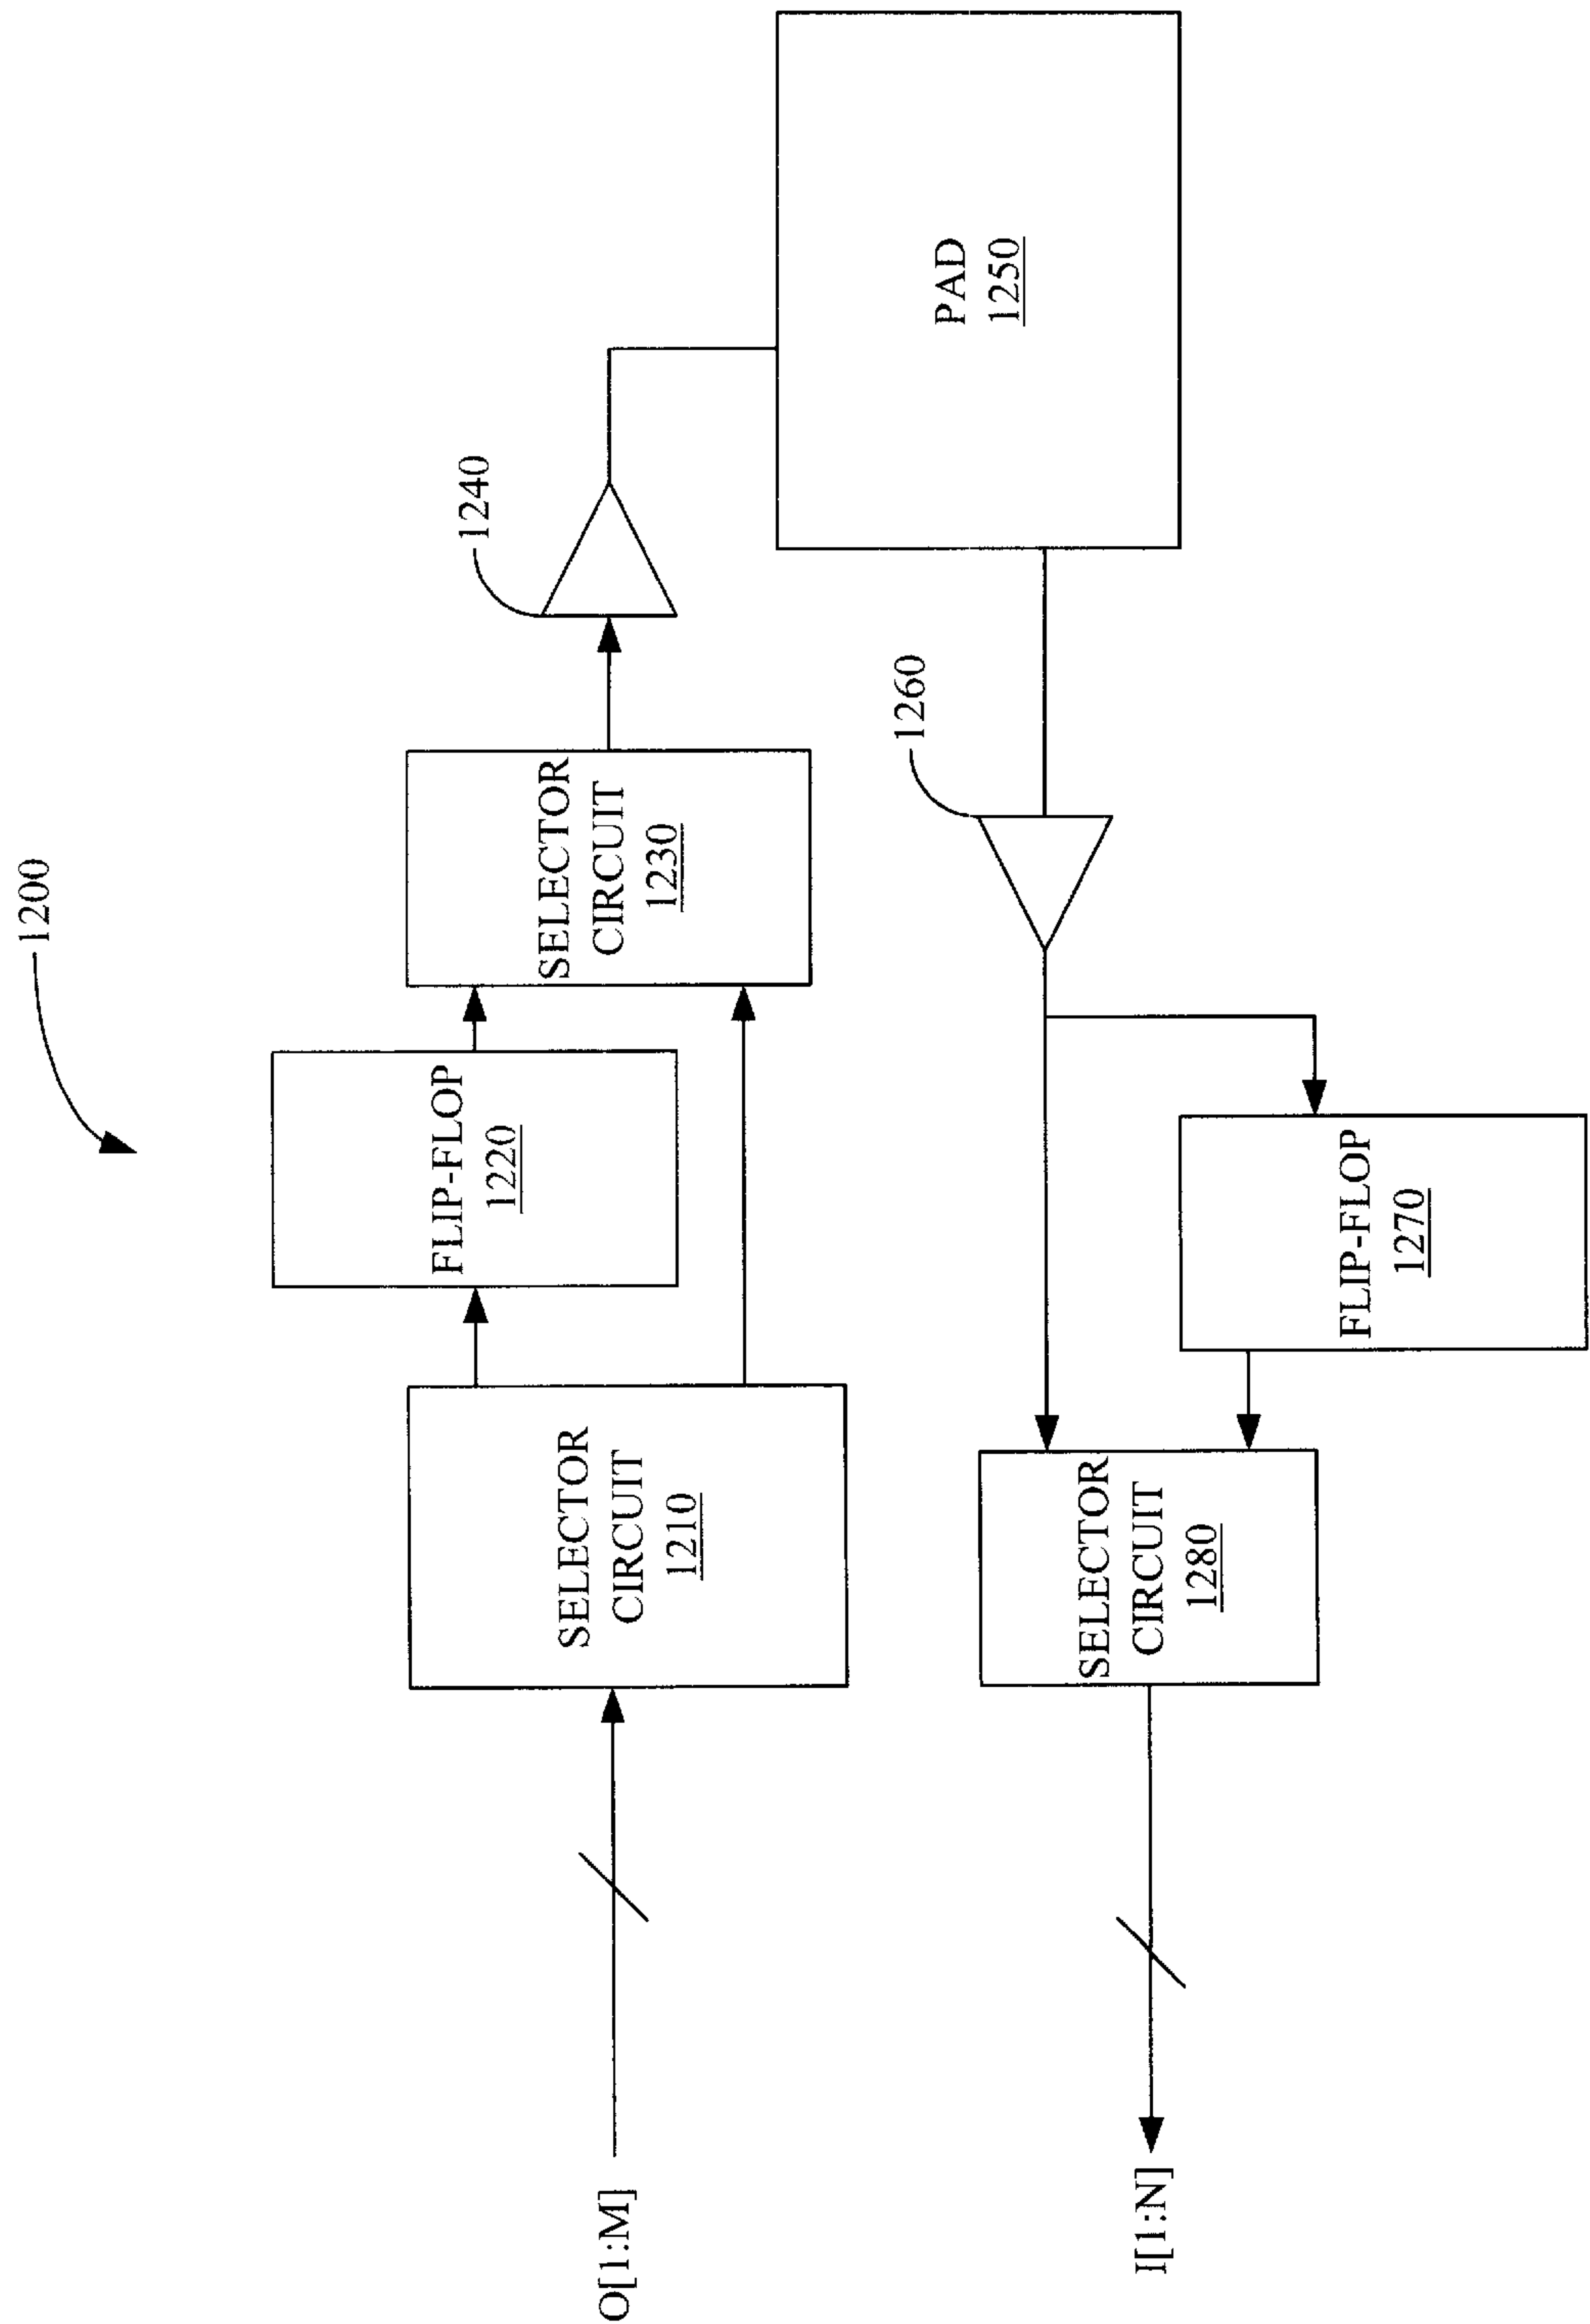 1200
FLIP-FLOP
1220
SELECTOR
CIRCUIT
1210
SELECTOR
CIRCUIT
1230
1240
O[1:M]
PAD
1250
1260
SELECTOR
CIRCUIT
1280
FLIP-FLOP
1270
I[1:N]